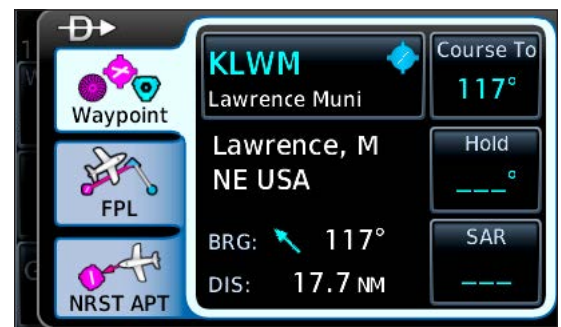 Waypoint
FPL
NRST APT
KLWM
Lawrence Muni
Lawrence, M
NE USA
BRG: 117°
DIS: 17.7 NM
Course To
117°
Hold
___°
SAR
___